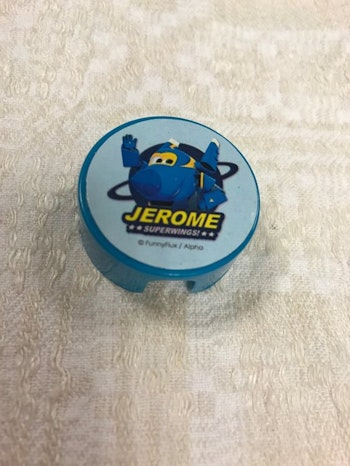 JEROME
★★ SUPERWINGS! ★★
© FunnyFlux / Alpha